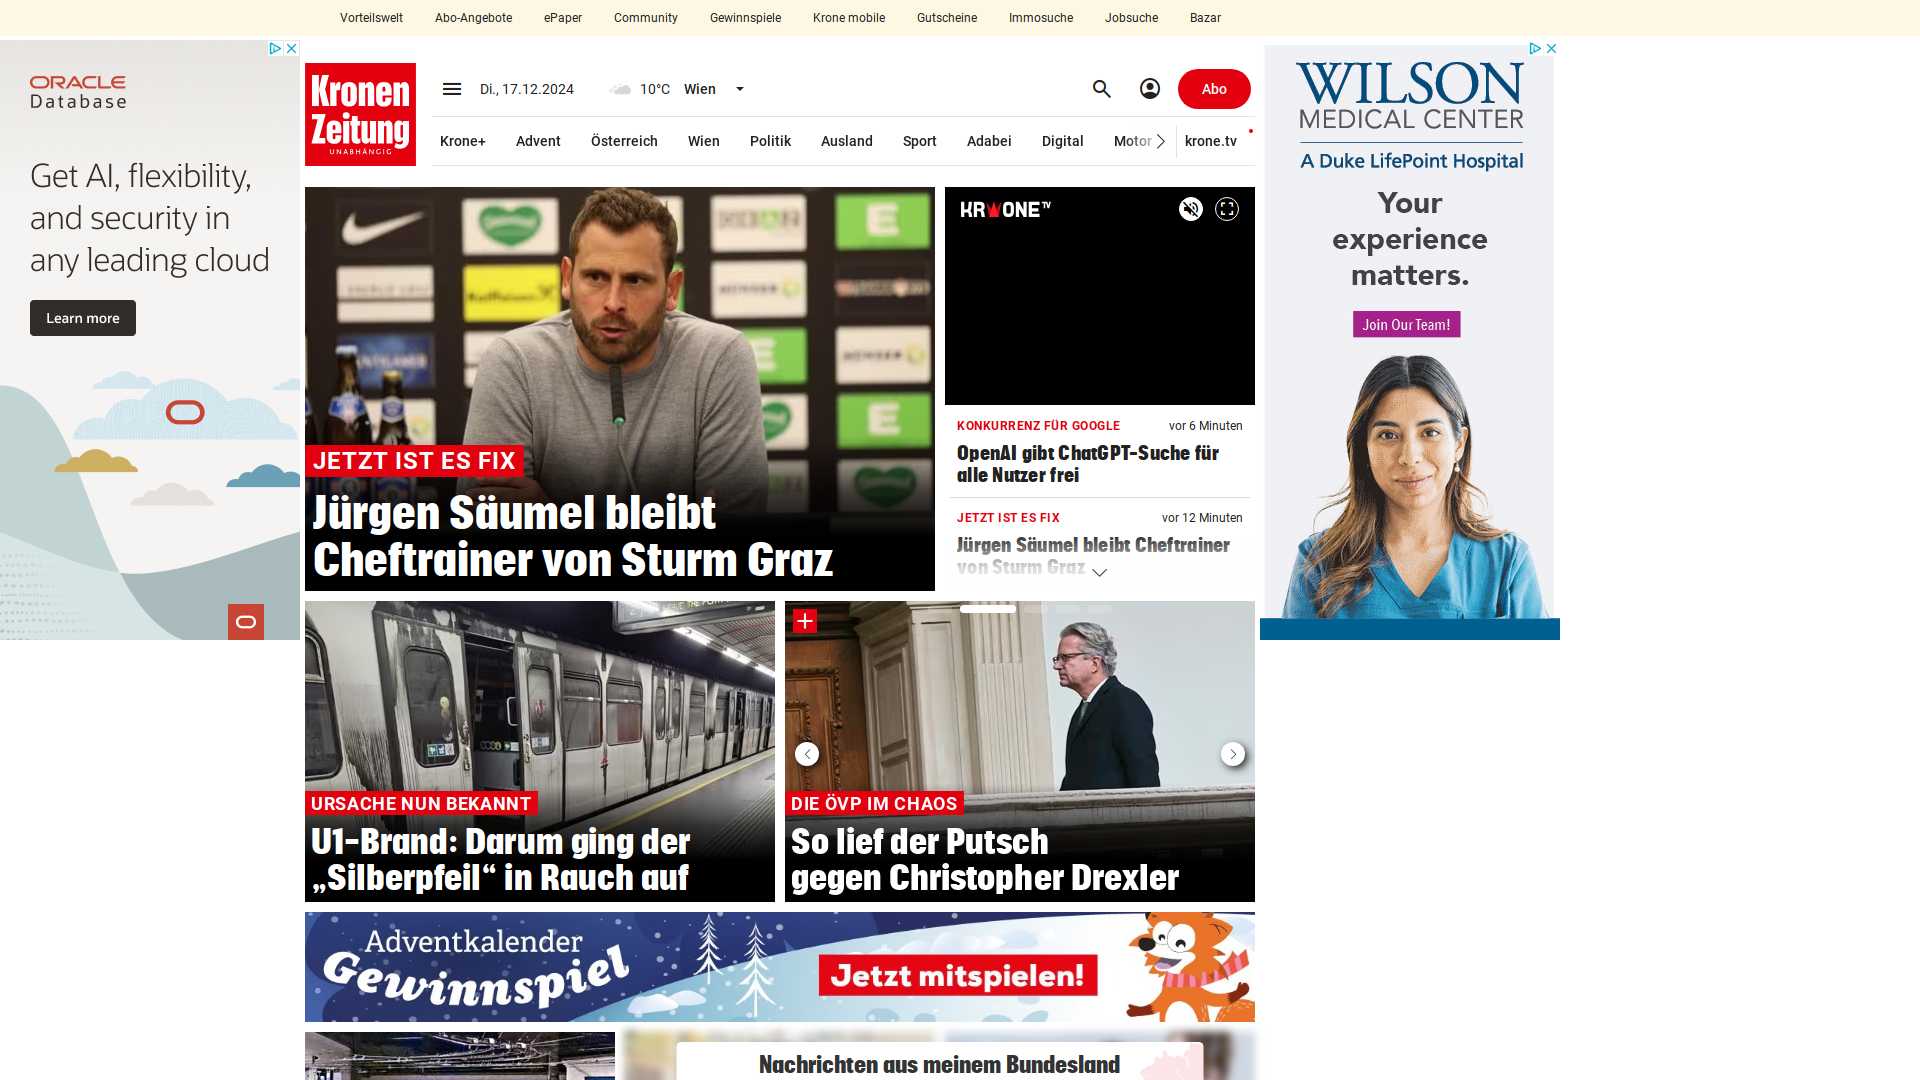 Vorteilswelt Abo-Angebote ePaper Community Gewinnspiele Krone mobile Gutscheine Immosuche Jobsuche Bazar
ORACLE
Database
Get AI, flexibility,
and security in
any leading cloud
Learn more
Kronen
Zeitung
UNABHÄNGIG
Di., 17.12.2024 10°C Wien
Abo
Krone+ Advent Österreich Wien Politik Ausland Sport Adabei Digital Motor krone.tv
JETZT IST ES FIX
Jürgen Säumel bleibt
Cheftrainer von Sturm Graz
KRONE TV
KONKURRENZ FÜR GOOGLE vor 6 Minuten
OpenAI gibt ChatGPT-Suche für
alle Nutzer frei
JETZT IST ES FIX vor 12 Minuten
Jürgen Säumel bleibt Cheftrainer
von Sturm Graz
URSACHE NUN BEKANNT
U1-Brand: Darum ging der
„Silberpfeil“ in Rauch auf
DIE ÖVP IM CHAOS
So lief der Putsch
gegen Christopher Drexler
Adventkalender
Gewinnspiel
Jetzt mitspielen!
Nachrichten aus meinem Bundesland
WILSON
MEDICAL CENTER
A Duke LifePoint Hospital
Your
experience
matters.
Join Our Team!